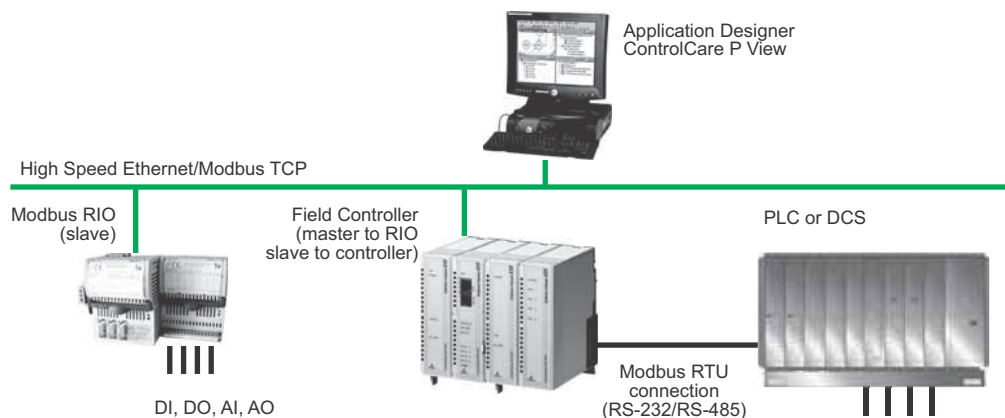 Application Designer
ControlCare P View
High Speed Ethernet/Modbus TCP
Modbus RIO
(slave)
Field Controller
(master to RIO
slave to controller)
PLC or DCS
Modbus RTU
connection
(RS-232/RS-485)
DI, DO, AI, AO